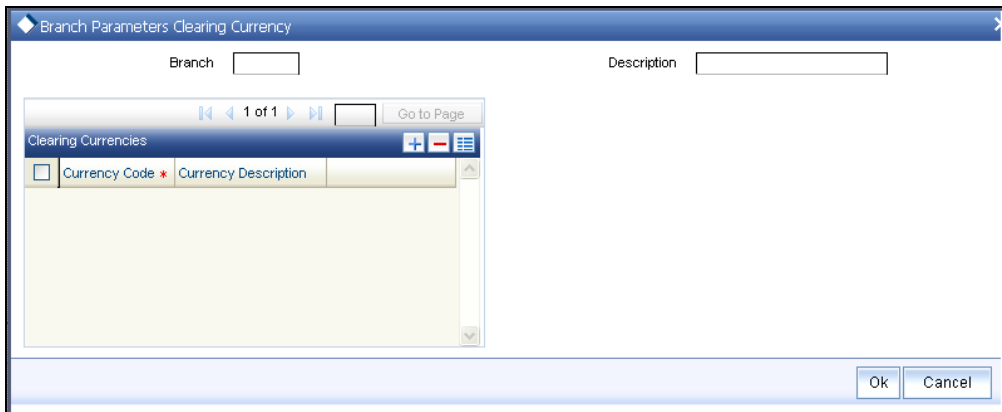 Branch Parameters Clearing Currency
Branch
Description
1 of 1
Go to Page
Clearing Currencies
Currency Code * Currency Description
Ok Cancel